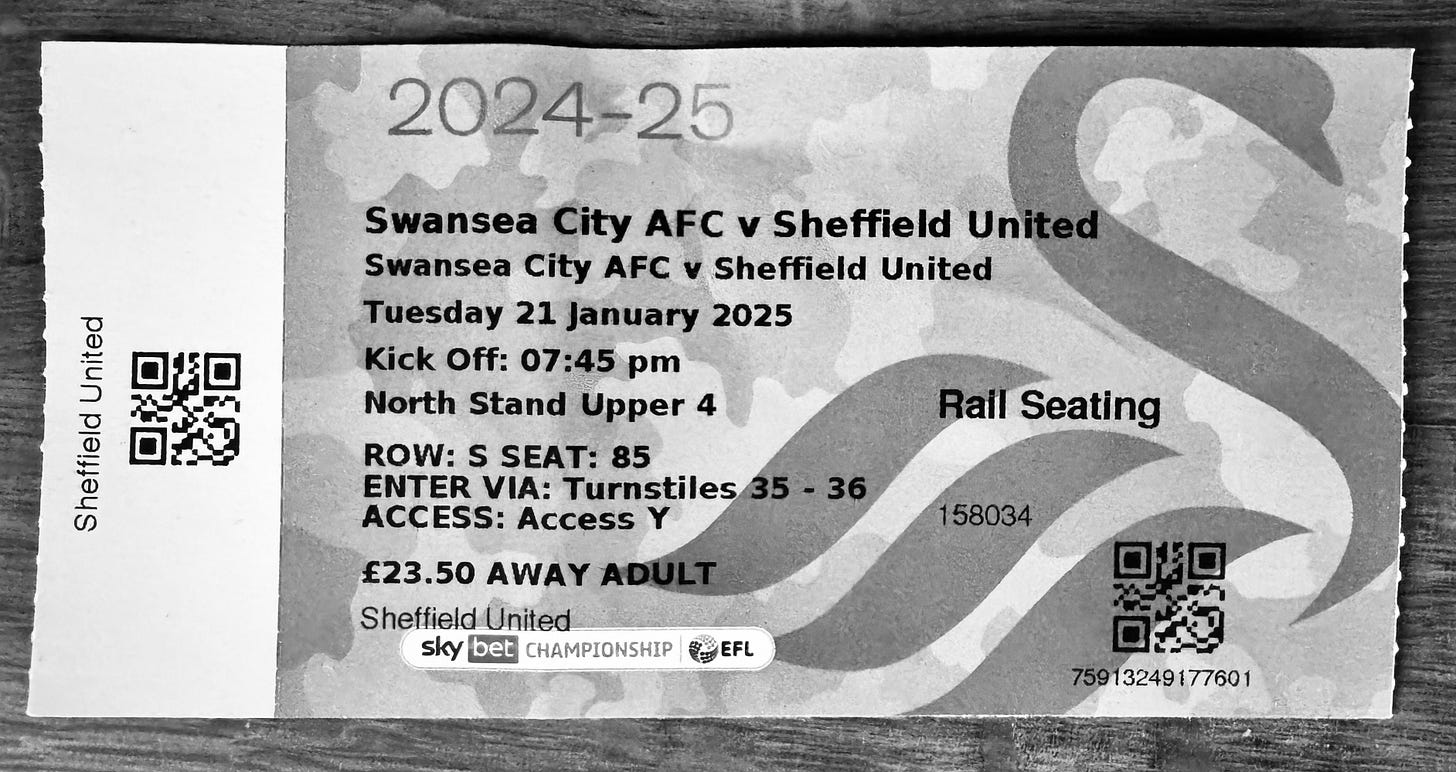 Sheffield United
2024-25
Swansea City AFC v Sheffield United
Swansea City AFC v Sheffield United
Tuesday 21 January 2025
Kick Off: 07:45 pm
North Stand Upper 4
Rail Seating
ROW: S SEAT: 85
ENTER VIA: Turnstiles 35 - 36
ACCESS: Access Y
158034
£23.50 AWAY ADULT
Sheffield United
sky bet CHAMPIONSHIP EFL
75913249177601